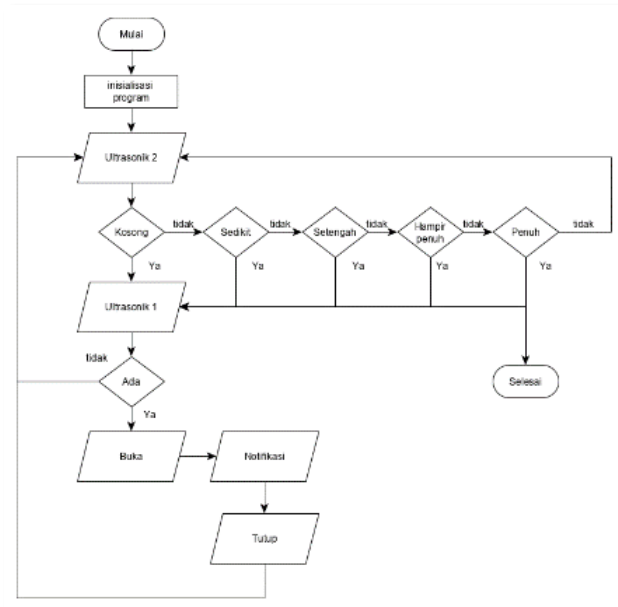 Mulai
inisialisasi
program
Ultrasonik 2
Kosong
tidak
Sedikit
tidak
Setengah
tidak
Hampir
penuh
tidak
Penuh
tidak
Ya
Ya
Ya
Ya
Ya
Ultrasonik 1
tidak
Ada
Selesai
Ya
Buka
Notifikasi
Tutup